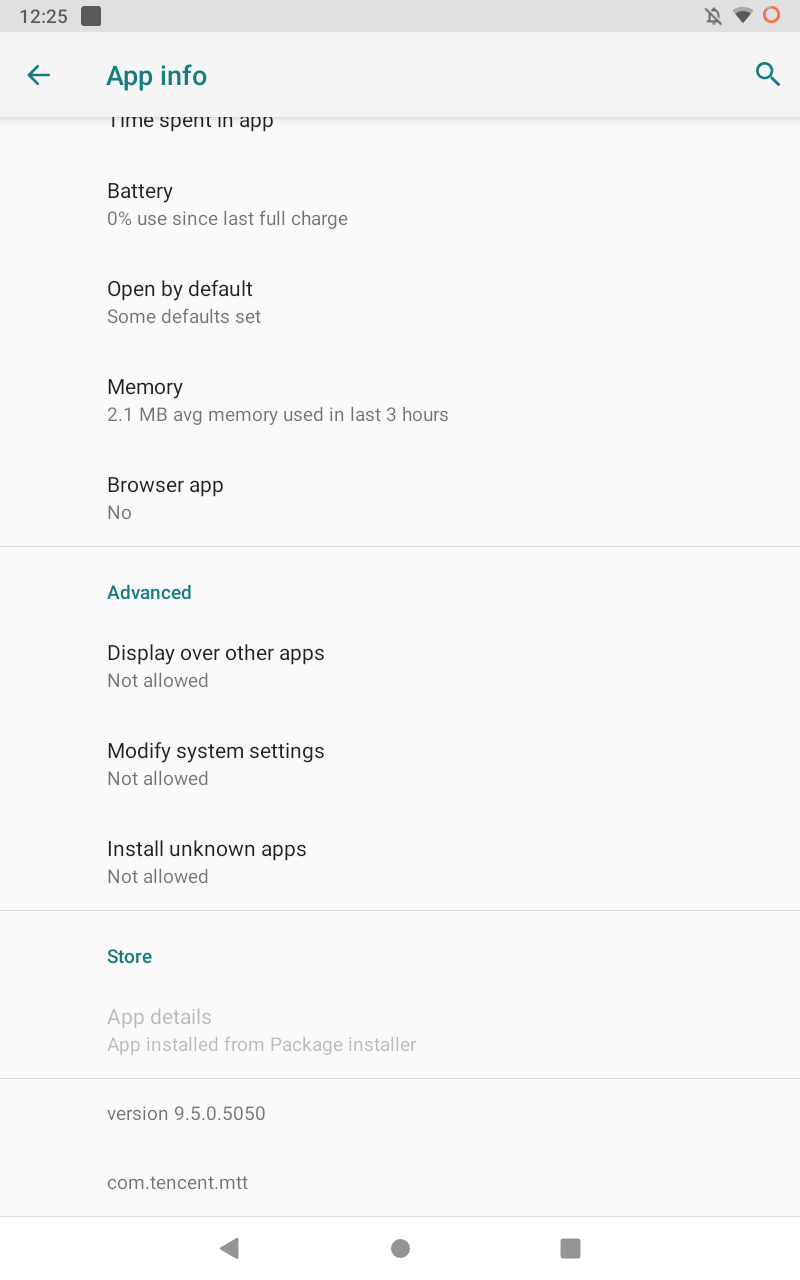 12:25
App info
Time spent in app
Battery
0% use since last full charge
Open by default
Some defaults set
Memory
2.1 MB avg memory used in last 3 hours
Browser app
No
Advanced
Display over other apps
Not allowed
Modify system settings
Not allowed
Install unknown apps
Not allowed
Store
App details
App installed from Package installer
version 9.5.0.5050
com.tencent.mtt